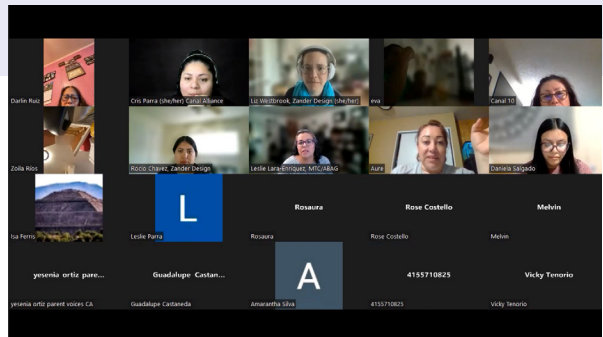 Darlin Ruiz
Cris Parra (she/her) Canal Alliance
Liz Westbrook, Zander Design (she/her)
eva
Canal 10
Zoila Ríos
Rocio Chavez, Zander Design
Leslie Lara-Enríquez, MTC/ABAG
Aure
Daniela Salgado
Isa Ferris
L
Leslie Parra
Rosaura
Rosaura
Rose Costello
Rose Costello
Melvin
Melvin
yesenia ortiz pare...
yesenia ortiz parent voices CA
Guadalupe Castan...
Guadalupe Castaneda
A
Amarantha Silva
4155710825
4155710825
Vicky Tenorio
Vicky Tenorio